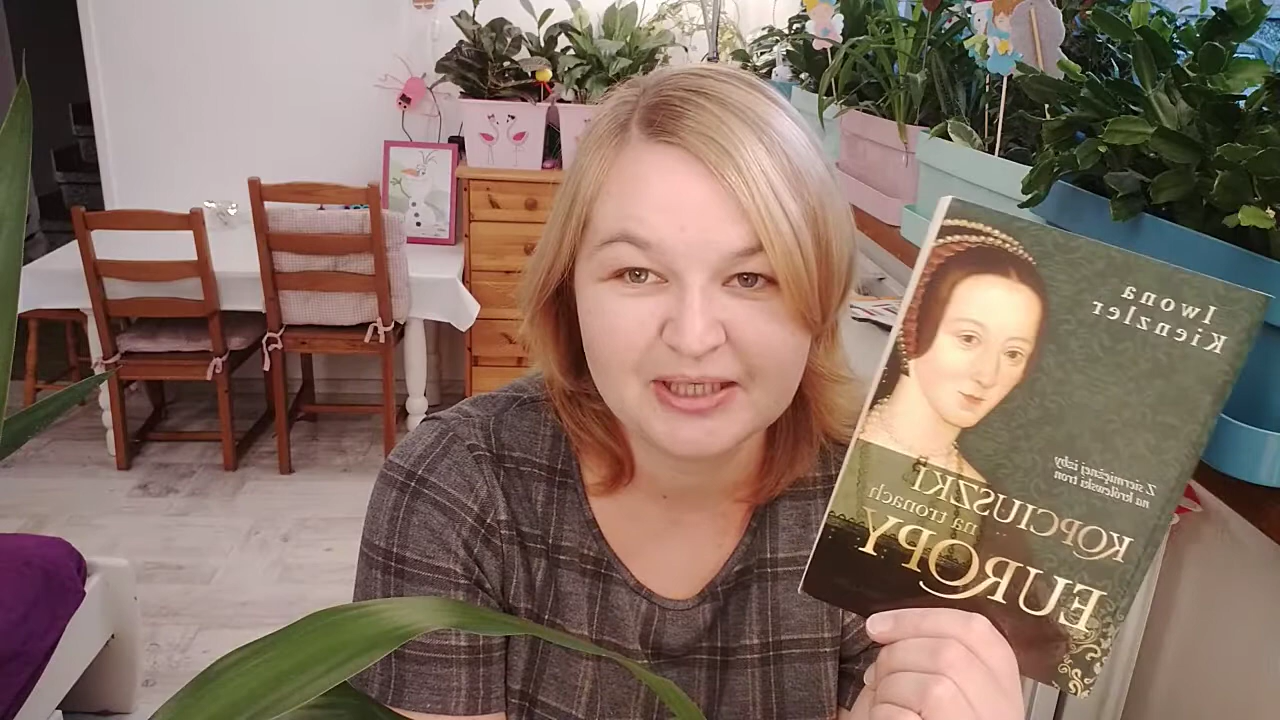 Iwona
Kienzler
Z siermiężnej izby
na królewski tron
KOPCIUSZKI
na tronach
EUROPY